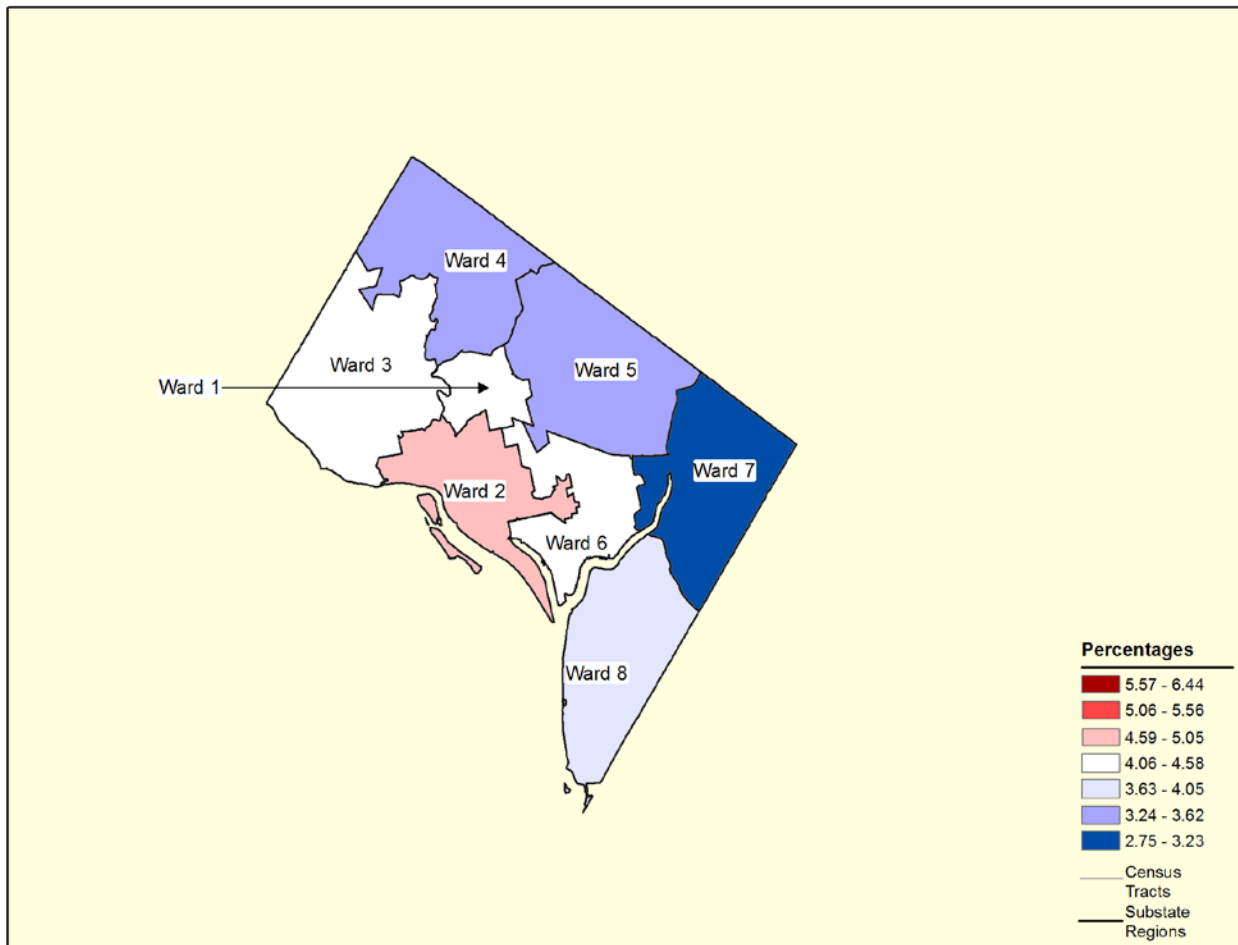 Ward 4
Ward 3
Ward 5
Ward 1
Ward 7
Ward 2
Ward 6
Ward 8
Percentages
5.57 - 6.44
5.06 - 5.56
4.59 - 5.05
4.06 - 4.58
3.63 - 4.05
3.24 - 3.62
2.75 - 3.23
Census
Tracts
Substate
Regions